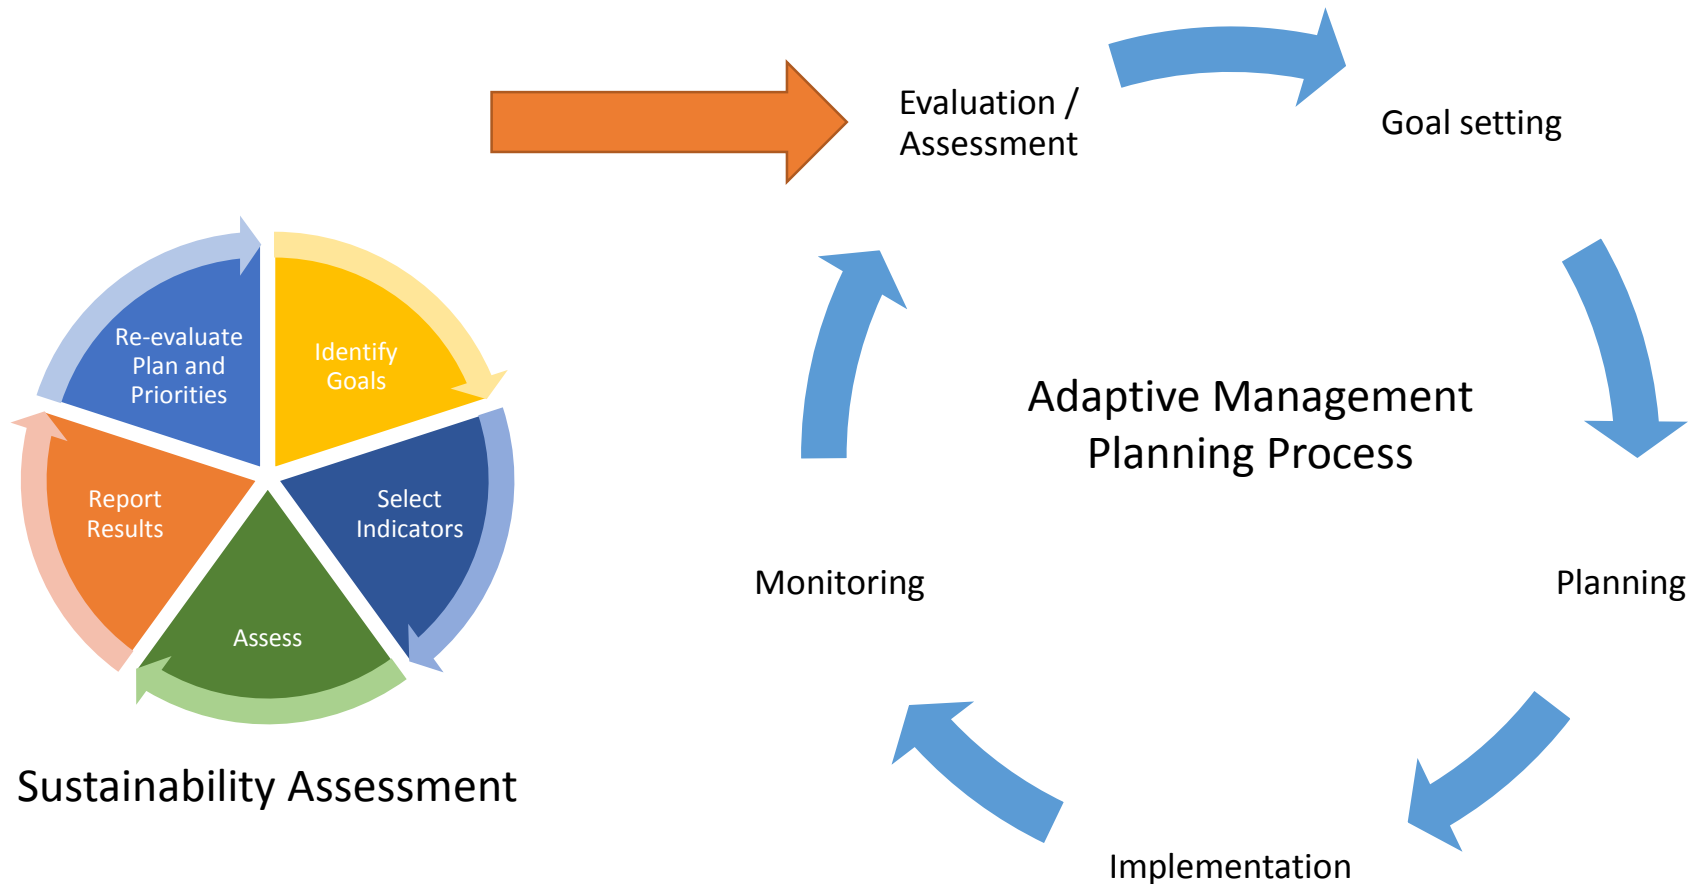 Evaluation /
Assessment
Goal setting
Re-evaluate
Plan and
Priorities
Identify
Goals
Adaptive Management
Planning Process
Report
Results
Select
Indicators
Monitoring
Planning
Assess
Sustainability Assessment
Implementation